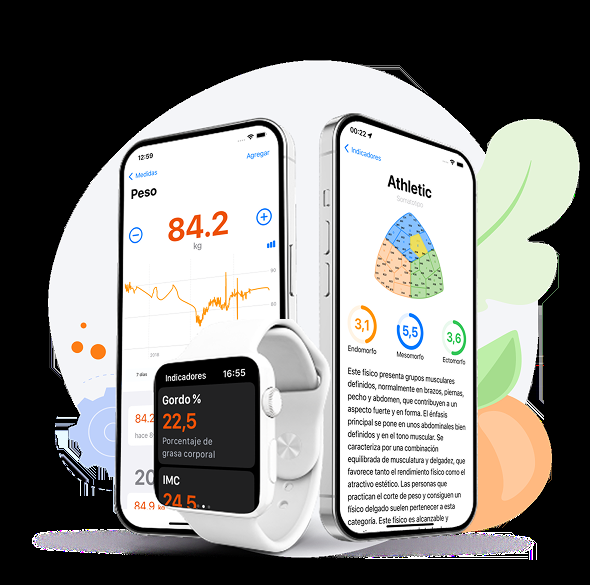 12:59
Medidas
Agregar
Peso
84.2
kg
90
80
2018
7 días
84.2
hace 8
20
84.9 kg
Indicadores
16:55
Gordo %
22,5
Porcentaje de
grasa corporal
IMC
24,5
00:22
Indicadores
Athletic
Somatotipo
3,1
5,5
3,6
Endomorfo
Mesomorfo
Ectomorfo
Este físico presenta grupos musculares
definidos, normalmente en brazos, piernas,
pecho y abdomen, que contribuyen a un
aspecto fuerte y en forma. El énfasis
principal se pone en unos abdominales bien
definidos y en el tono muscular. Se
caracteriza por una combinación
equilibrada de musculatura y delgadez, que
favorece tanto el rendimiento físico como el
atractivo estético. Las personas que
practican el corte de peso y consiguen un
físico delgado suelen pertenecer a esta
categoría. Este físico es alcanzable y